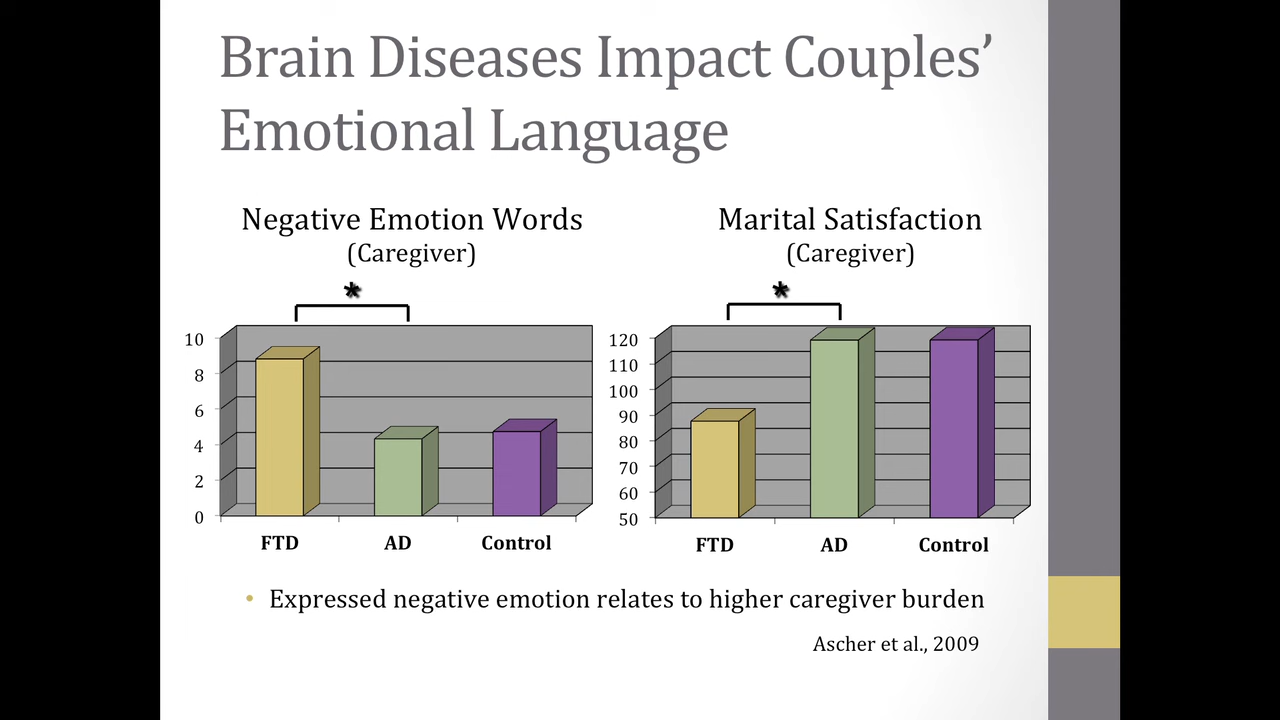 Brain Diseases Impact Couples’
Emotional Language
Negative Emotion Words
(Caregiver)
*
10
8
6
4
2
0
FTD
AD
Control
Marital Satisfaction
(Caregiver)
*
120
110
100
90
80
70
60
50
FTD
AD
Control
• Expressed negative emotion relates to higher caregiver burden
Ascher et al., 2009